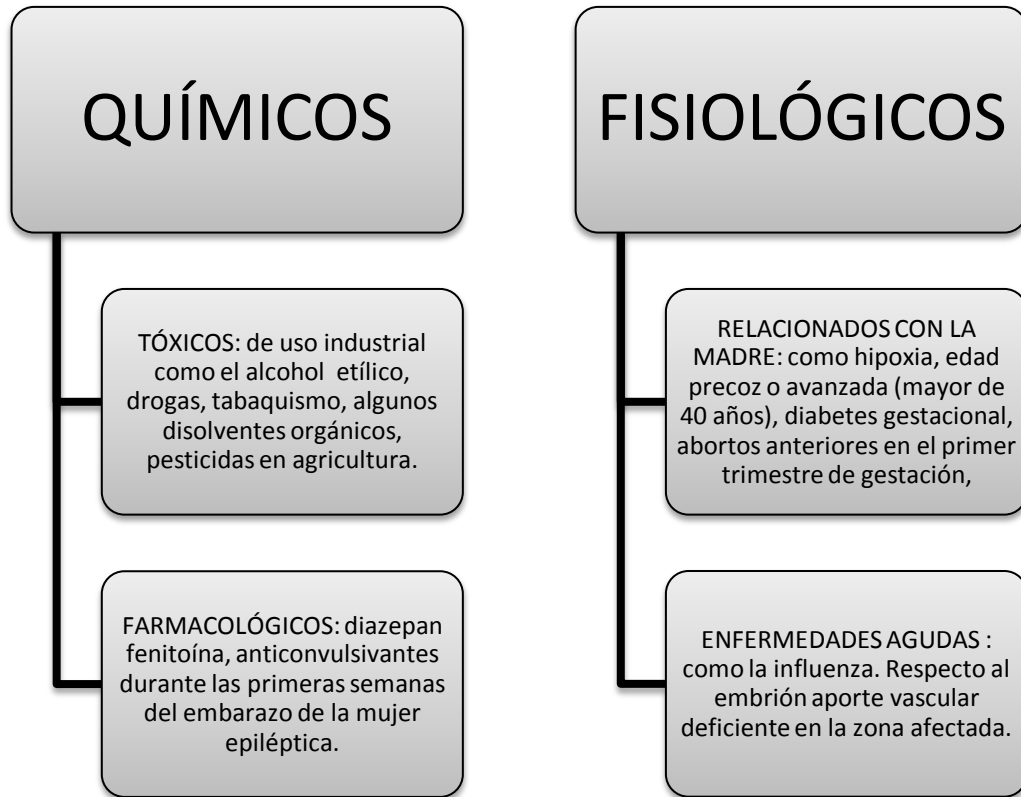 QUÍMICOS
TÓXICOS: de uso industrial
como el alcohol etílico,
drogas, tabaquismo, algunos
disolventes orgánicos,
pesticidas en agricultura.
FARMACOLÓGICOS: diazepan
fenitoína, anticonvulsivantes
durante las primeras semanas
del embarazo de la mujer
epiléptica.
FISIOLÓGICOS
RELACIONADOS CON LA
MADRE: como hipoxia, edad
precoz o avanzada (mayor de
40 años), diabetes gestacional,
abortos anteriores en el primer
trimestre de gestación,
ENFERMEDADES AGUDAS :
como la influenza. Respecto al
embrión aporte vascular
deficiente en la zona afectada.